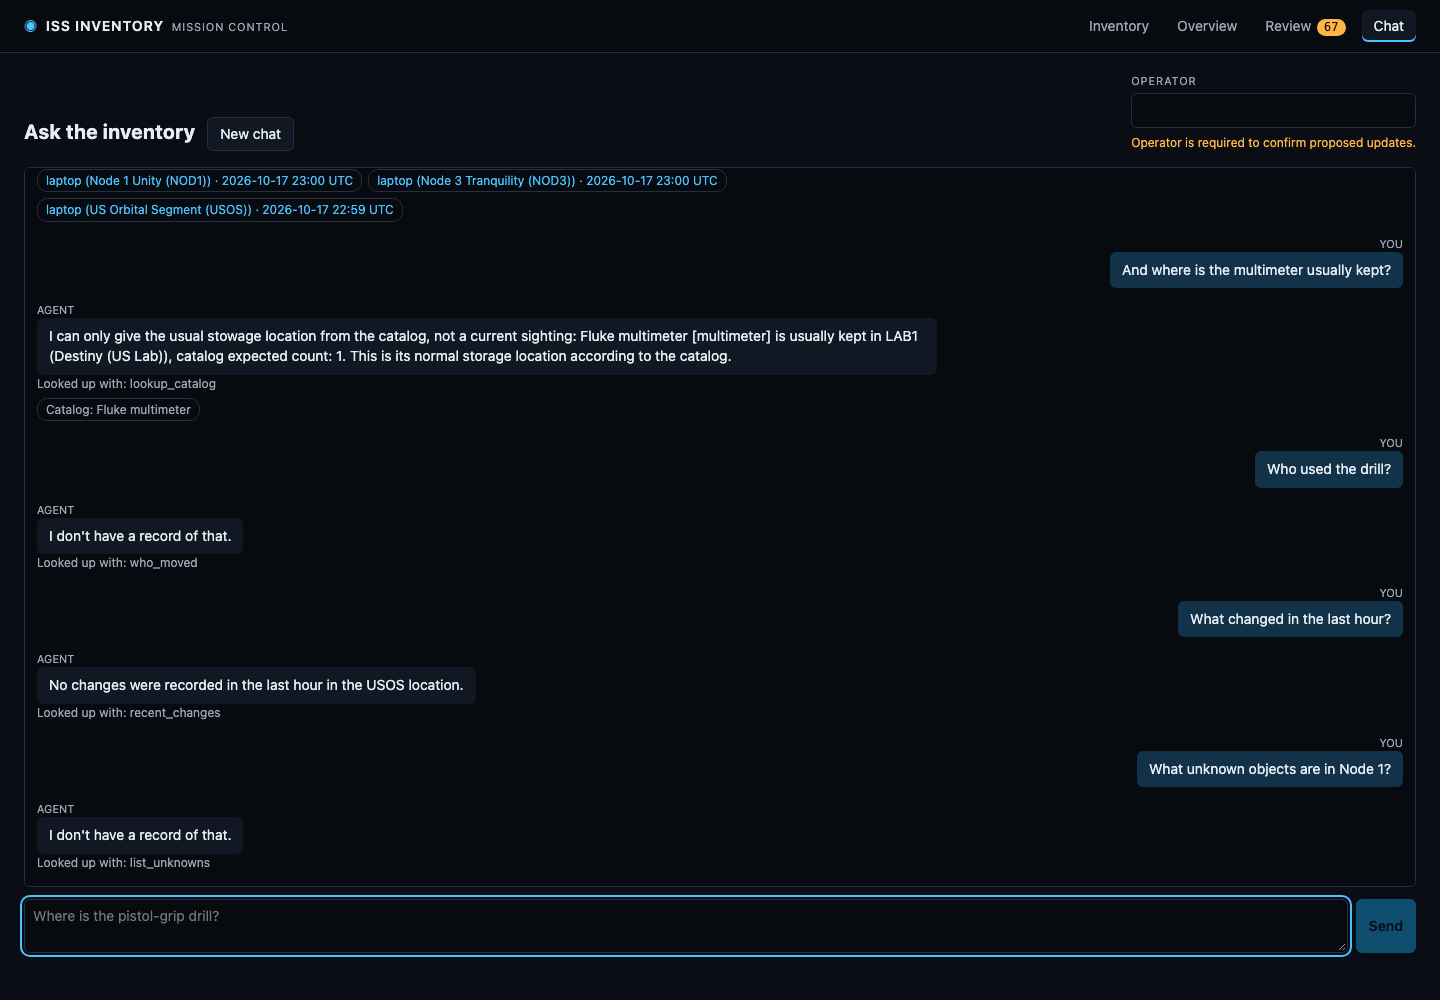 ISS INVENTORY MISSION CONTROL
Inventory Overview Review 67 Chat
OPERATOR
Operator is required to confirm proposed updates.
Ask the inventory New chat
laptop (Node 1 Unity (NOD1)) · 2026-10-17 23:00 UTC laptop (Node 3 Tranquility (NOD3)) · 2026-10-17 23:00 UTC
laptop (US Orbital Segment (USOS)) · 2026-10-17 22:59 UTC
YOU
And where is the multimeter usually kept?
AGENT
I can only give the usual stowage location from the catalog, not a current sighting: Fluke multimeter [multimeter] is usually kept in LAB1
(Destiny (US Lab)), catalog expected count: 1. This is its normal storage location according to the catalog.
Looked up with: lookup_catalog
Catalog: Fluke multimeter
YOU
Who used the drill?
AGENT
I don't have a record of that.
Looked up with: who_moved
YOU
What changed in the last hour?
AGENT
No changes were recorded in the last hour in the USOS location.
Looked up with: recent_changes
YOU
What unknown objects are in Node 1?
AGENT
I don't have a record of that.
Looked up with: list_unknowns
Where is the pistol-grip drill?
Send